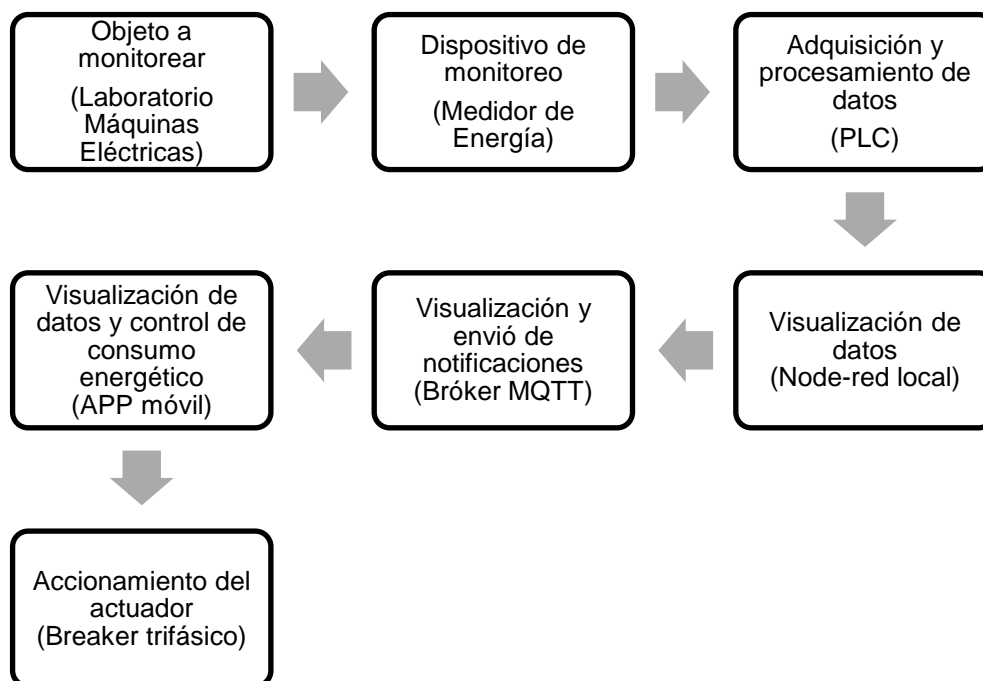 Objeto a
monitorear
(Laboratorio
Máquinas
Eléctricas)
Dispositivo de
monitoreo
(Medidor de
Energía)
Adquisición y
procesamiento de
datos
(PLC)
Visualización de
datos
(Node-red local)
Visualización y
envió de
notificaciones
(Bróker MQTT)
Visualización de
datos y control de
consumo
energético
(APP móvil)
Accionamiento del
actuador
(Breaker trifásico)